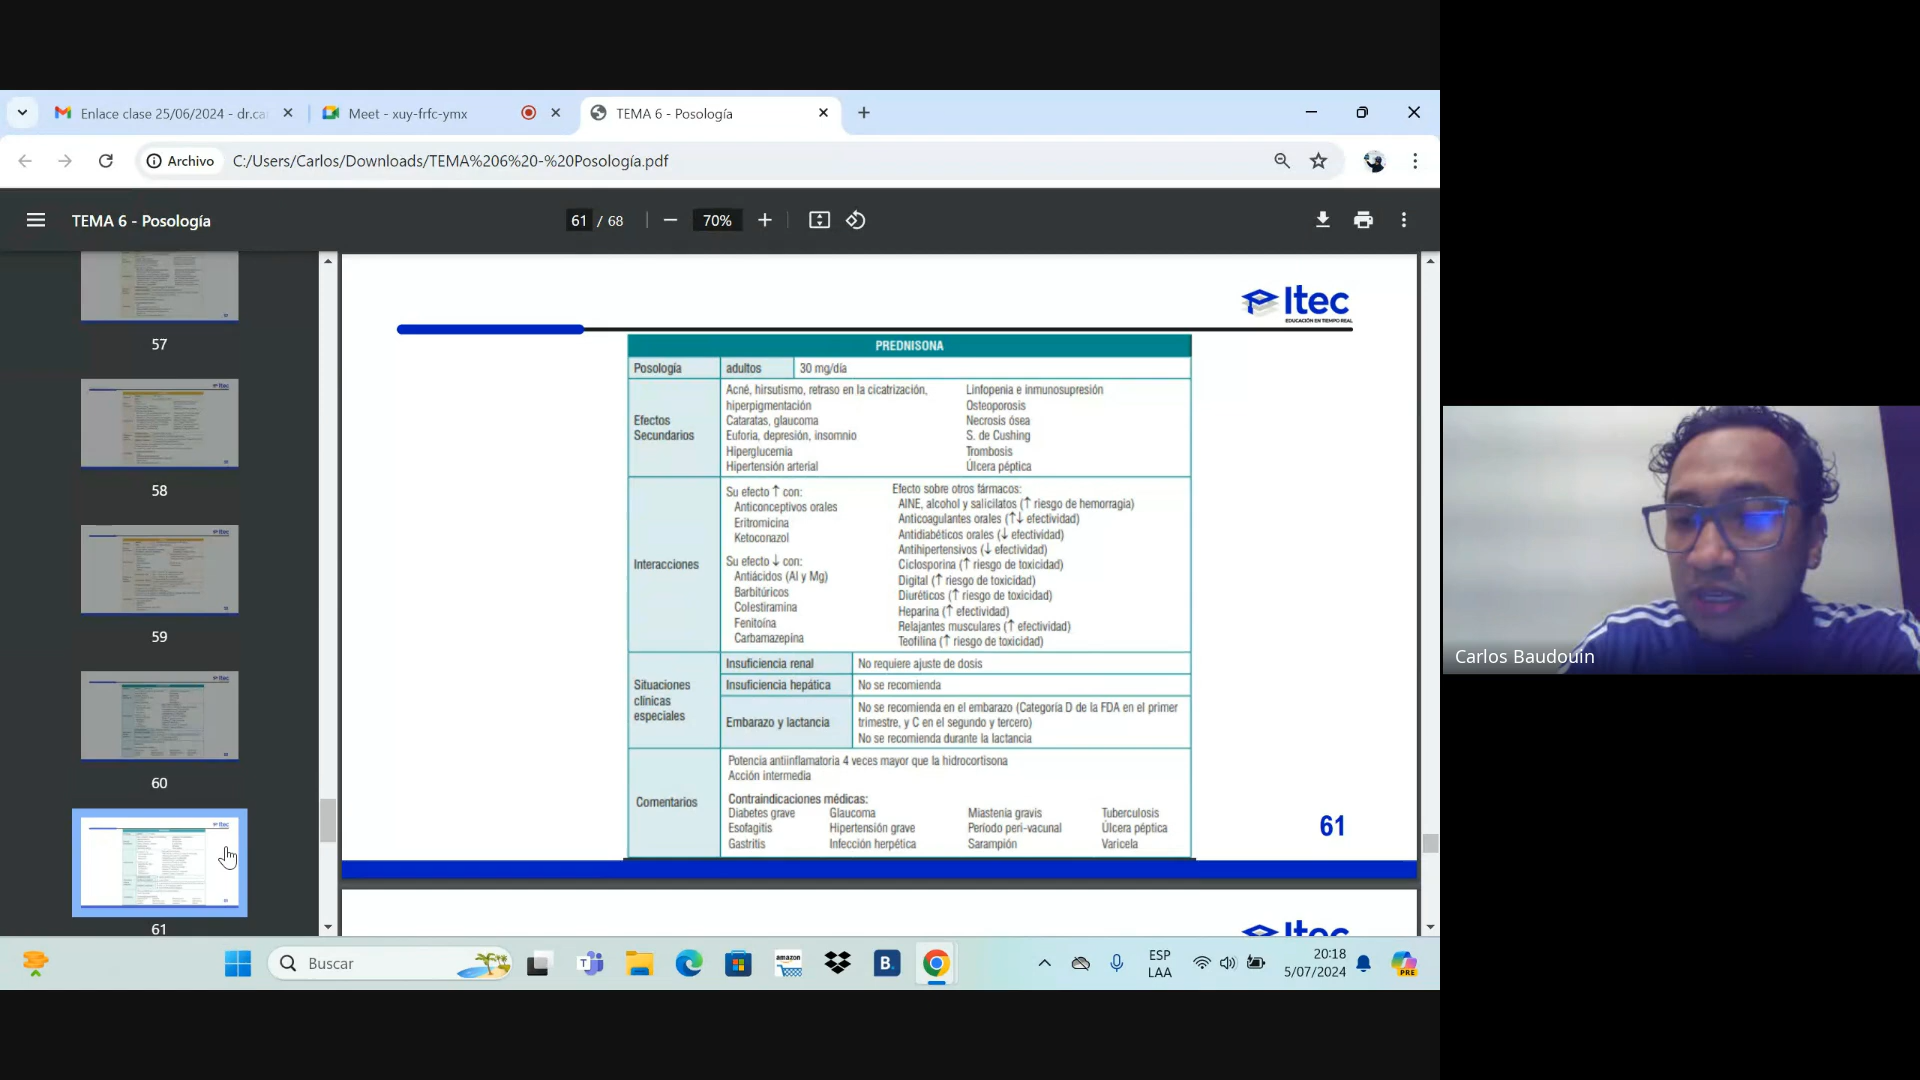 Enlace clase 25/06/2024 - dr.ca
Meet - xuy-frfc-ymx
TEMA 6 - Posología
Archivo
C:/Users/Carlos/Downloads/TEMA%206%20-%20Posología.pdf
TEMA 6 - Posología
61 / 68
70%
57
58
59
60
61
Itec
EDUCACIÓN EN TIEMPO REAL
PREDNISONA
Posología
adultos
30 mg/día
Efectos
Secundarios
Acné, hirsutismo, retraso en la cicatrización,
hiperpigmentación
Cataratas, glaucoma
Euforia, depresión, insomnio
Hiperglucemia
Hipertensión arterial
Linfopenia e inmunosupresión
Osteoporosis
Necrosis ósea
S. de Cushing
Trombosis
Úlcera péptica
Interacciones
Su efecto ↑ con:
Anticonceptivos orales
Eritromicina
Ketoconazol
Su efecto ↓ con:
Antiácidos (Al y Mg)
Barbitúricos
Colestiramina
Fenitoína
Carbamazepina
Efecto sobre otros fármacos:
AINE, alcohol y salicilatos (↑ riesgo de hemorragia)
Anticoagulantes orales (↑↓ efectividad)
Antidiabéticos orales (↓ efectividad)
Antihipertensivos (↓ efectividad)
Ciclosporina (↑ riesgo de toxicidad)
Digital (↑ riesgo de toxicidad)
Diuréticos (↑ riesgo de toxicidad)
Heparina (↑ efectividad)
Relajantes musculares (↑ efectividad)
Teofilina (↑ riesgo de toxicidad)
Situaciones
clínicas
especiales
Insuficiencia renal
No requiere ajuste de dosis
Insuficiencia hepática
No se recomienda
Embarazo y lactancia
No se recomienda en el embarazo (Categoría D de la FDA en el primer
trimestre, y C en el segundo y tercero)
No se recomienda durante la lactancia
Comentarios
Potencia antiinflamatoria 4 veces mayor que la hidrocortisona
Acción intermedia
Contraindicaciones médicas:
Diabetes grave Glaucoma Miastenia gravis Tuberculosis
Esofagitis Hipertensión grave Período peri-vacunal Úlcera péptica
Gastritis Infección herpética Sarampión Varicela
61
Itec
Carlos Baudouin
Buscar
amazon
B.
ESP
LAA
20:18
5/07/2024
PRE